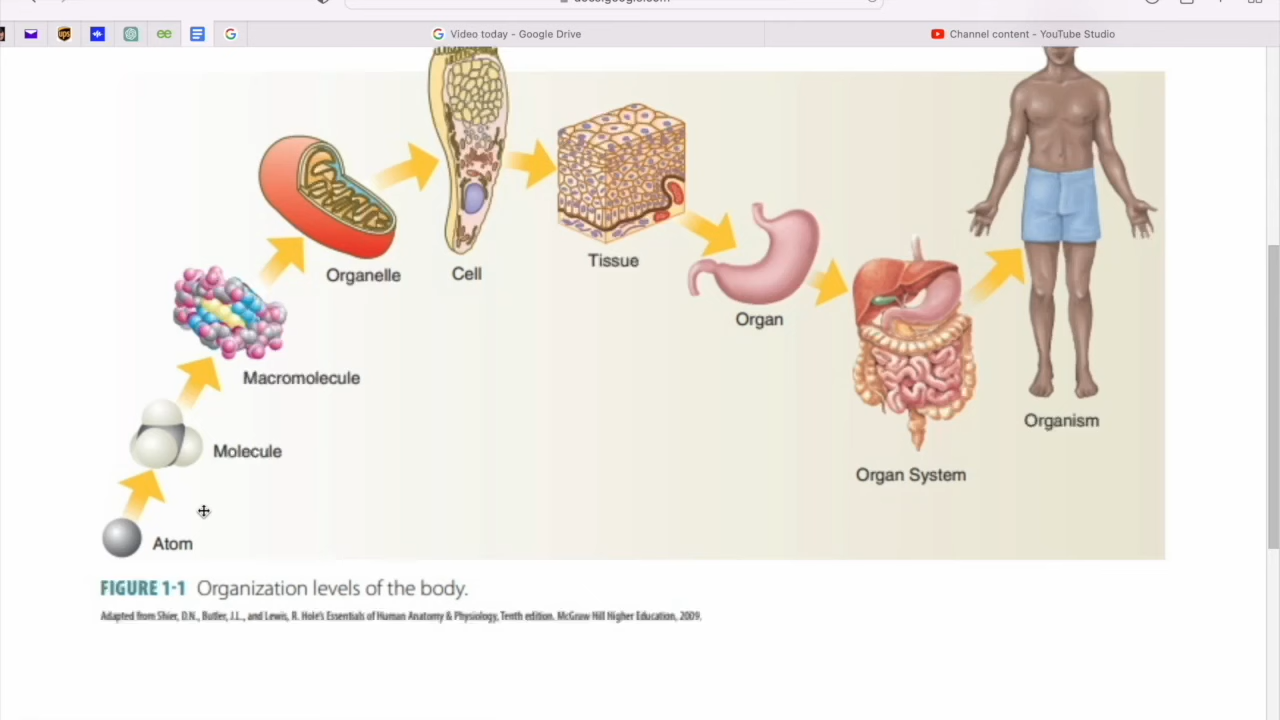 Video today - Google Drive
Channel content - YouTube Studio
ups
ee
Organelle
Cell
Tissue
Organ
Macromolecule
Organism
Molecule
Organ System
Atom
FIGURE 1-1 Organization levels of the body.
Adapted from Shier, D.N., Butler, J.L., and Lewis, R. Hole's Essentials of Human Anatomy & Physiology, Tenth edition. McGraw Hill Higher Education, 2009.